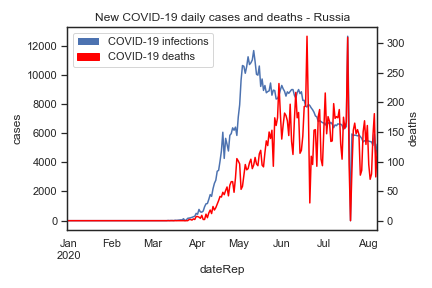 New COVID-19 daily cases and deaths - Russia
COVID-19 infections
COVID-19 deaths
12000
10000
8000
6000
4000
2000
0
cases
300
250
200
150
100
50
0
deaths
Jan
2020
Feb
Mar
Apr
May
Jun
Jul
Aug
dateRep